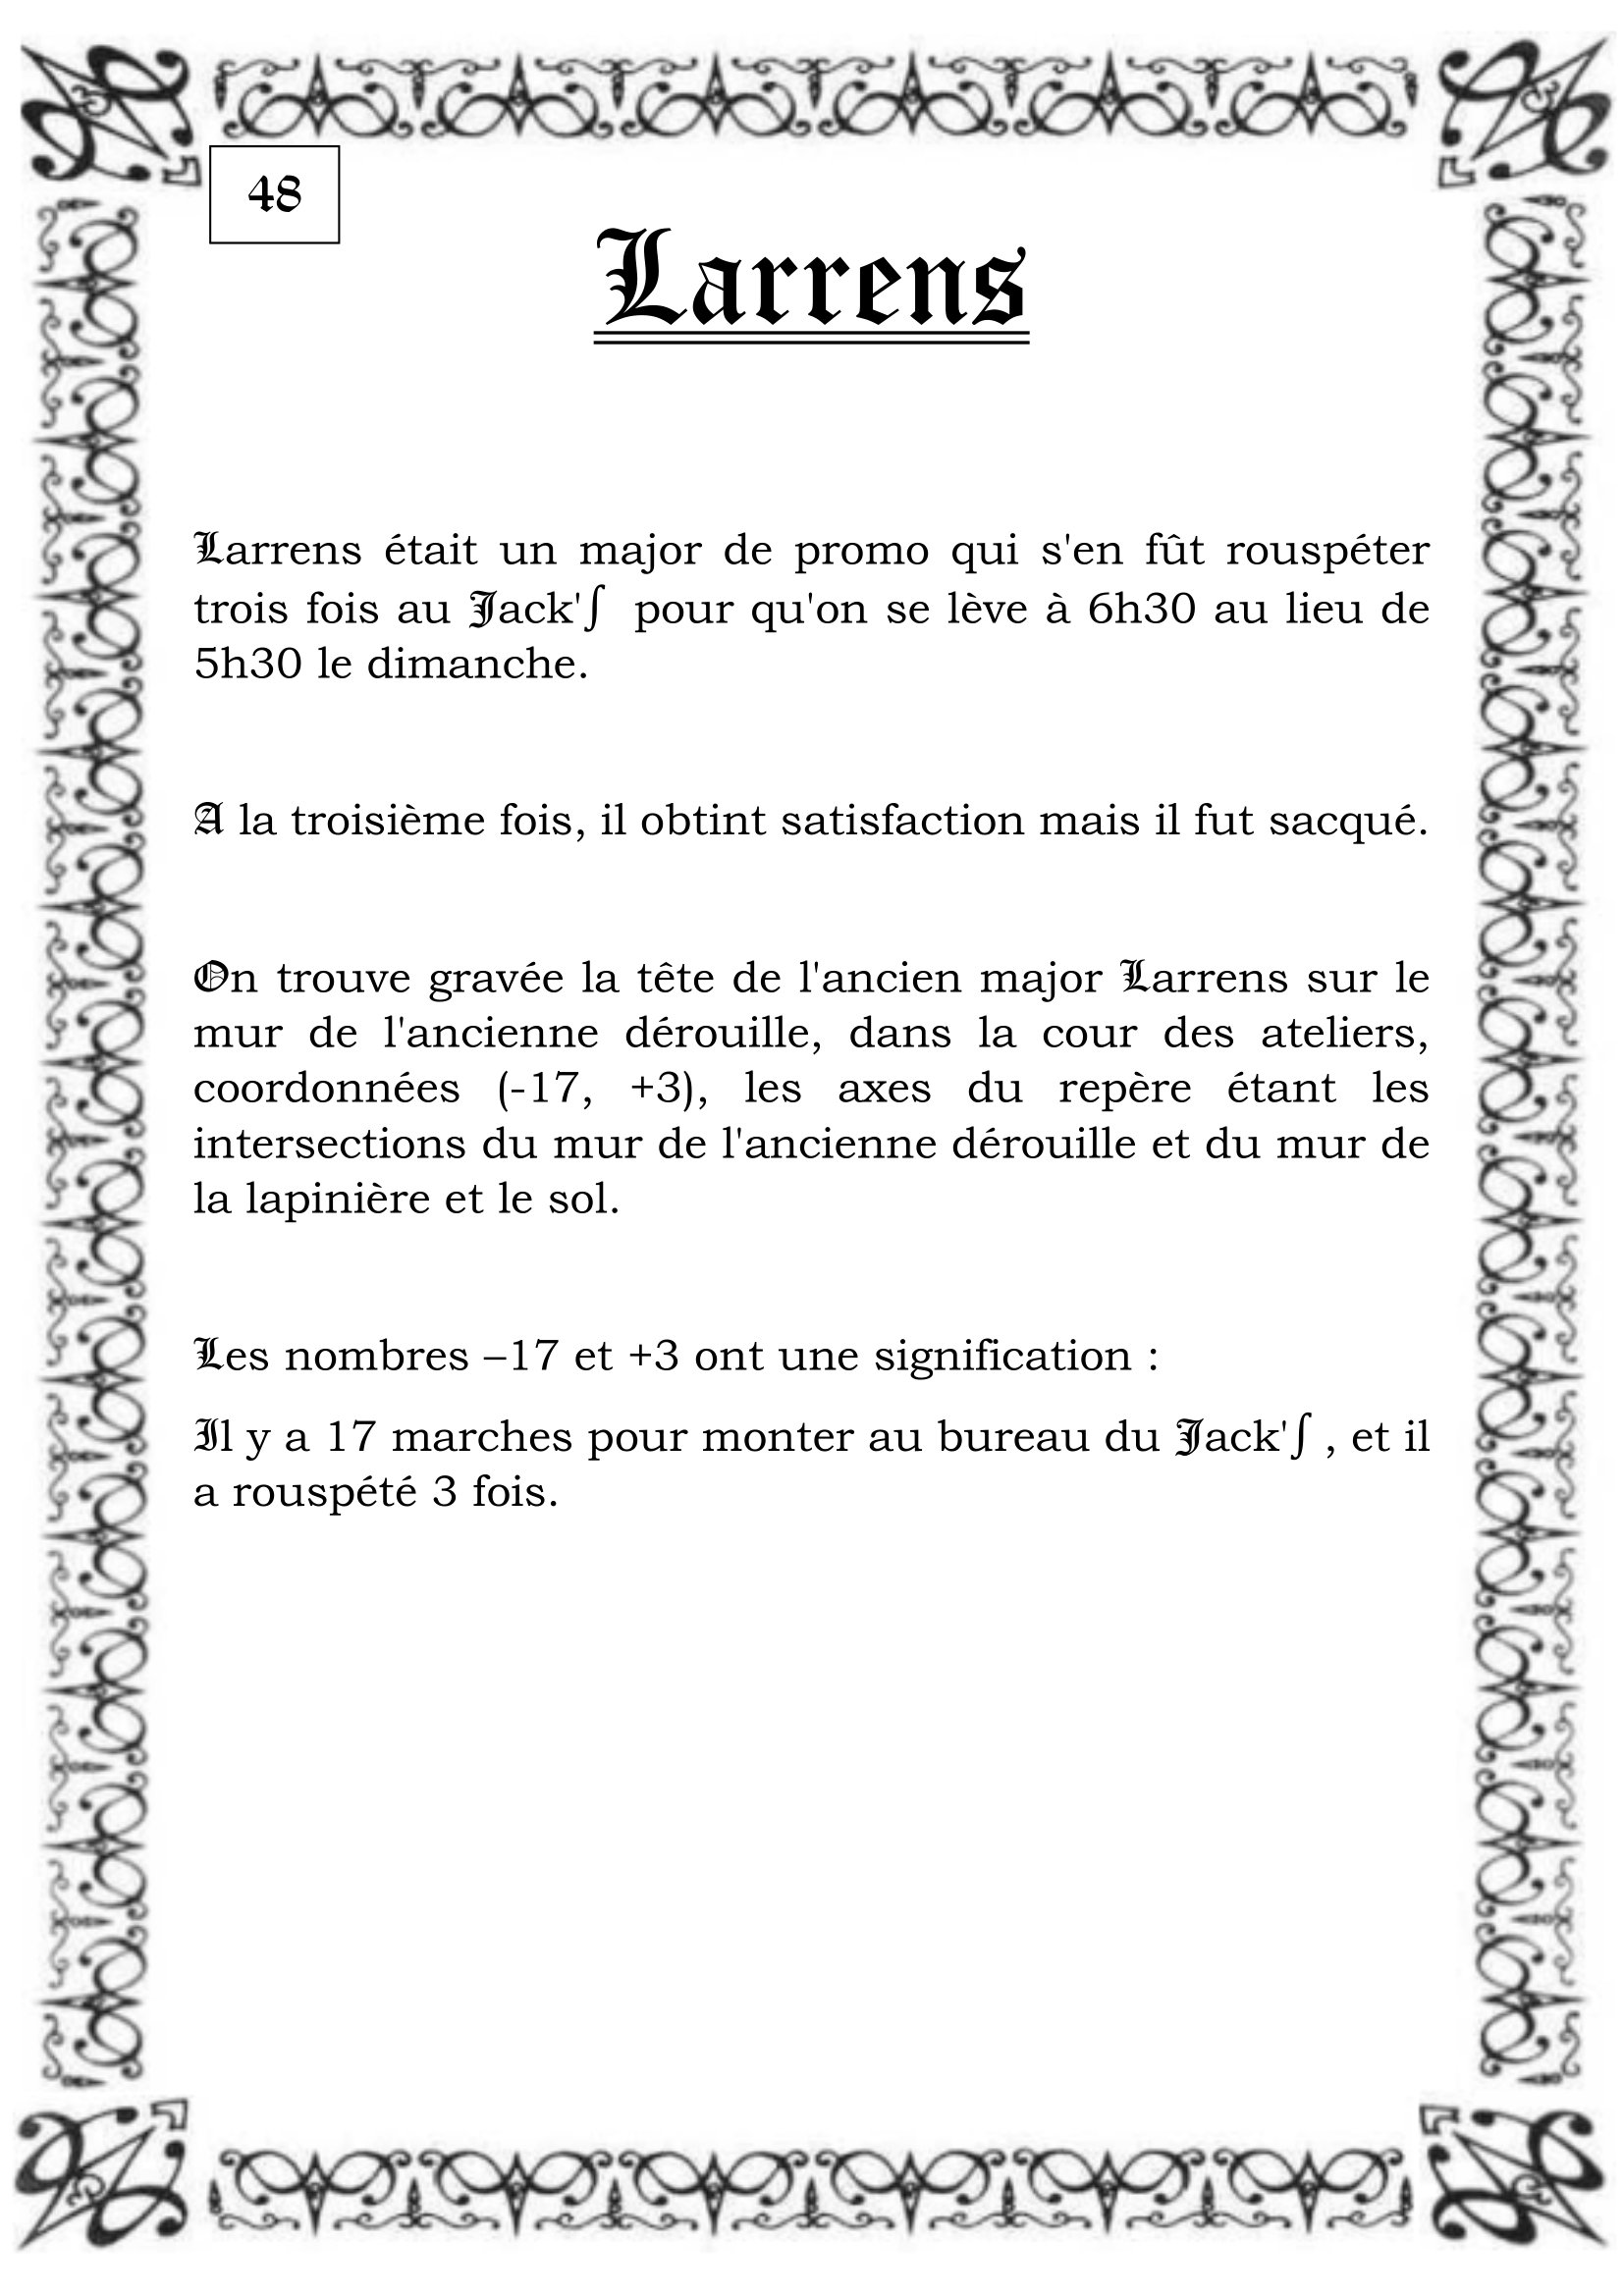 48
Larrens
Larrens était un major de promo qui s'en fût rouspéter
trois fois au Jack'∫ pour qu'on se lève à 6h30 au lieu de
5h30 le dimanche.
A la troisième fois, il obtint satisfaction mais il fut sacqué.
On trouve gravée la tête de l'ancien major Larrens sur le
mur de l'ancienne dérouille, dans la cour des ateliers,
coordonnées (-17, +3), les axes du repère étant les
intersections du mur de l'ancienne dérouille et du mur de
la lapinière et le sol.
Les nombres –17 et +3 ont une signification :
Il y a 17 marches pour monter au bureau du Jack'∫ , et il
a rouspété 3 fois.